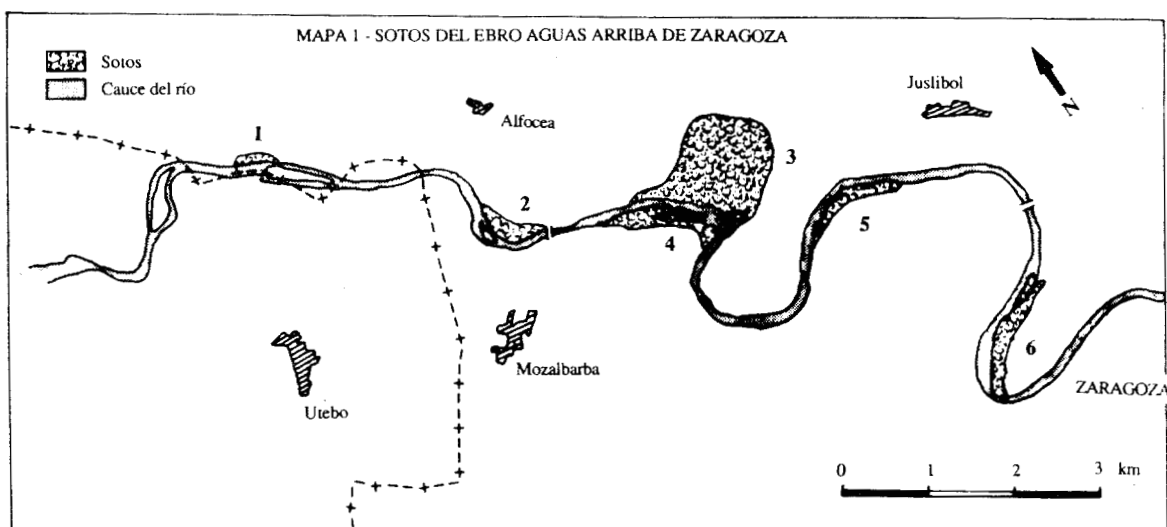 MAPA 1 - SOTOS DEL EBRO AGUAS ARRIBA DE ZARAGOZA
Sotos
Cauce del río
Juslibol
N
Alfocea
1
3
2
5
4
Mozalbarba
6
Utebo
ZARAGOZA
0 1 2 3 km